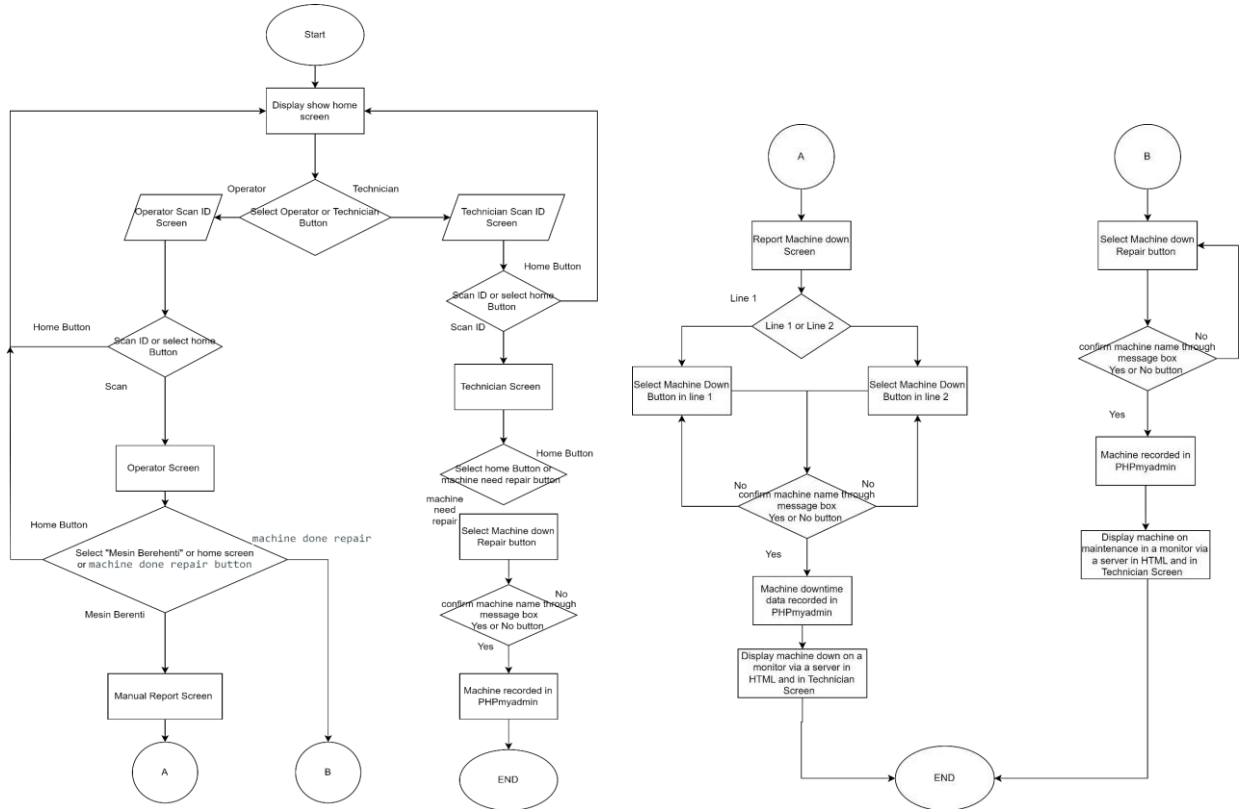 Start
Display show home
screen
Operator
Technician
Select Operator or Technician
Button
Operator Scan ID
Screen
Technician Scan ID
Screen
Home Button
Scan ID or select home
Button
Scan ID
Home Button
Scan ID or select home
Button
Scan
Technician Screen
Operator Screen
Home Button
Select home Button or
machine need repair button
machine
need
repair
Home Button
machine done repair
Select "Mesin Berehenti" or home screen
or machine done repair button
Mesin Berenti
Select Machine down
Repair button
No
confirm machine name through
message box
Yes or No button
Yes
Manual Report Screen
Machine recorded in
PHPmyadmin
A
B
END
A
Report Machine down
Screen
Line 1
Line 1 or Line 2
Select Machine Down
Button in line 1
Select Machine Down
Button in line 2
No
No
confirm machine name through
message box
Yes or No button
Yes
Machine downtime
data recorded in
PHPmyadmin
Display machine down on a
monitor via a server in
HTML and in Technician
Screen
B
Select Machine down
Repair button
No
confirm machine name through
message box
Yes or No button
Yes
Machine recorded in
PHPmyadmin
Display machine on
maintenance in a monitor via
a server in HTML and in
Technician Screen
END